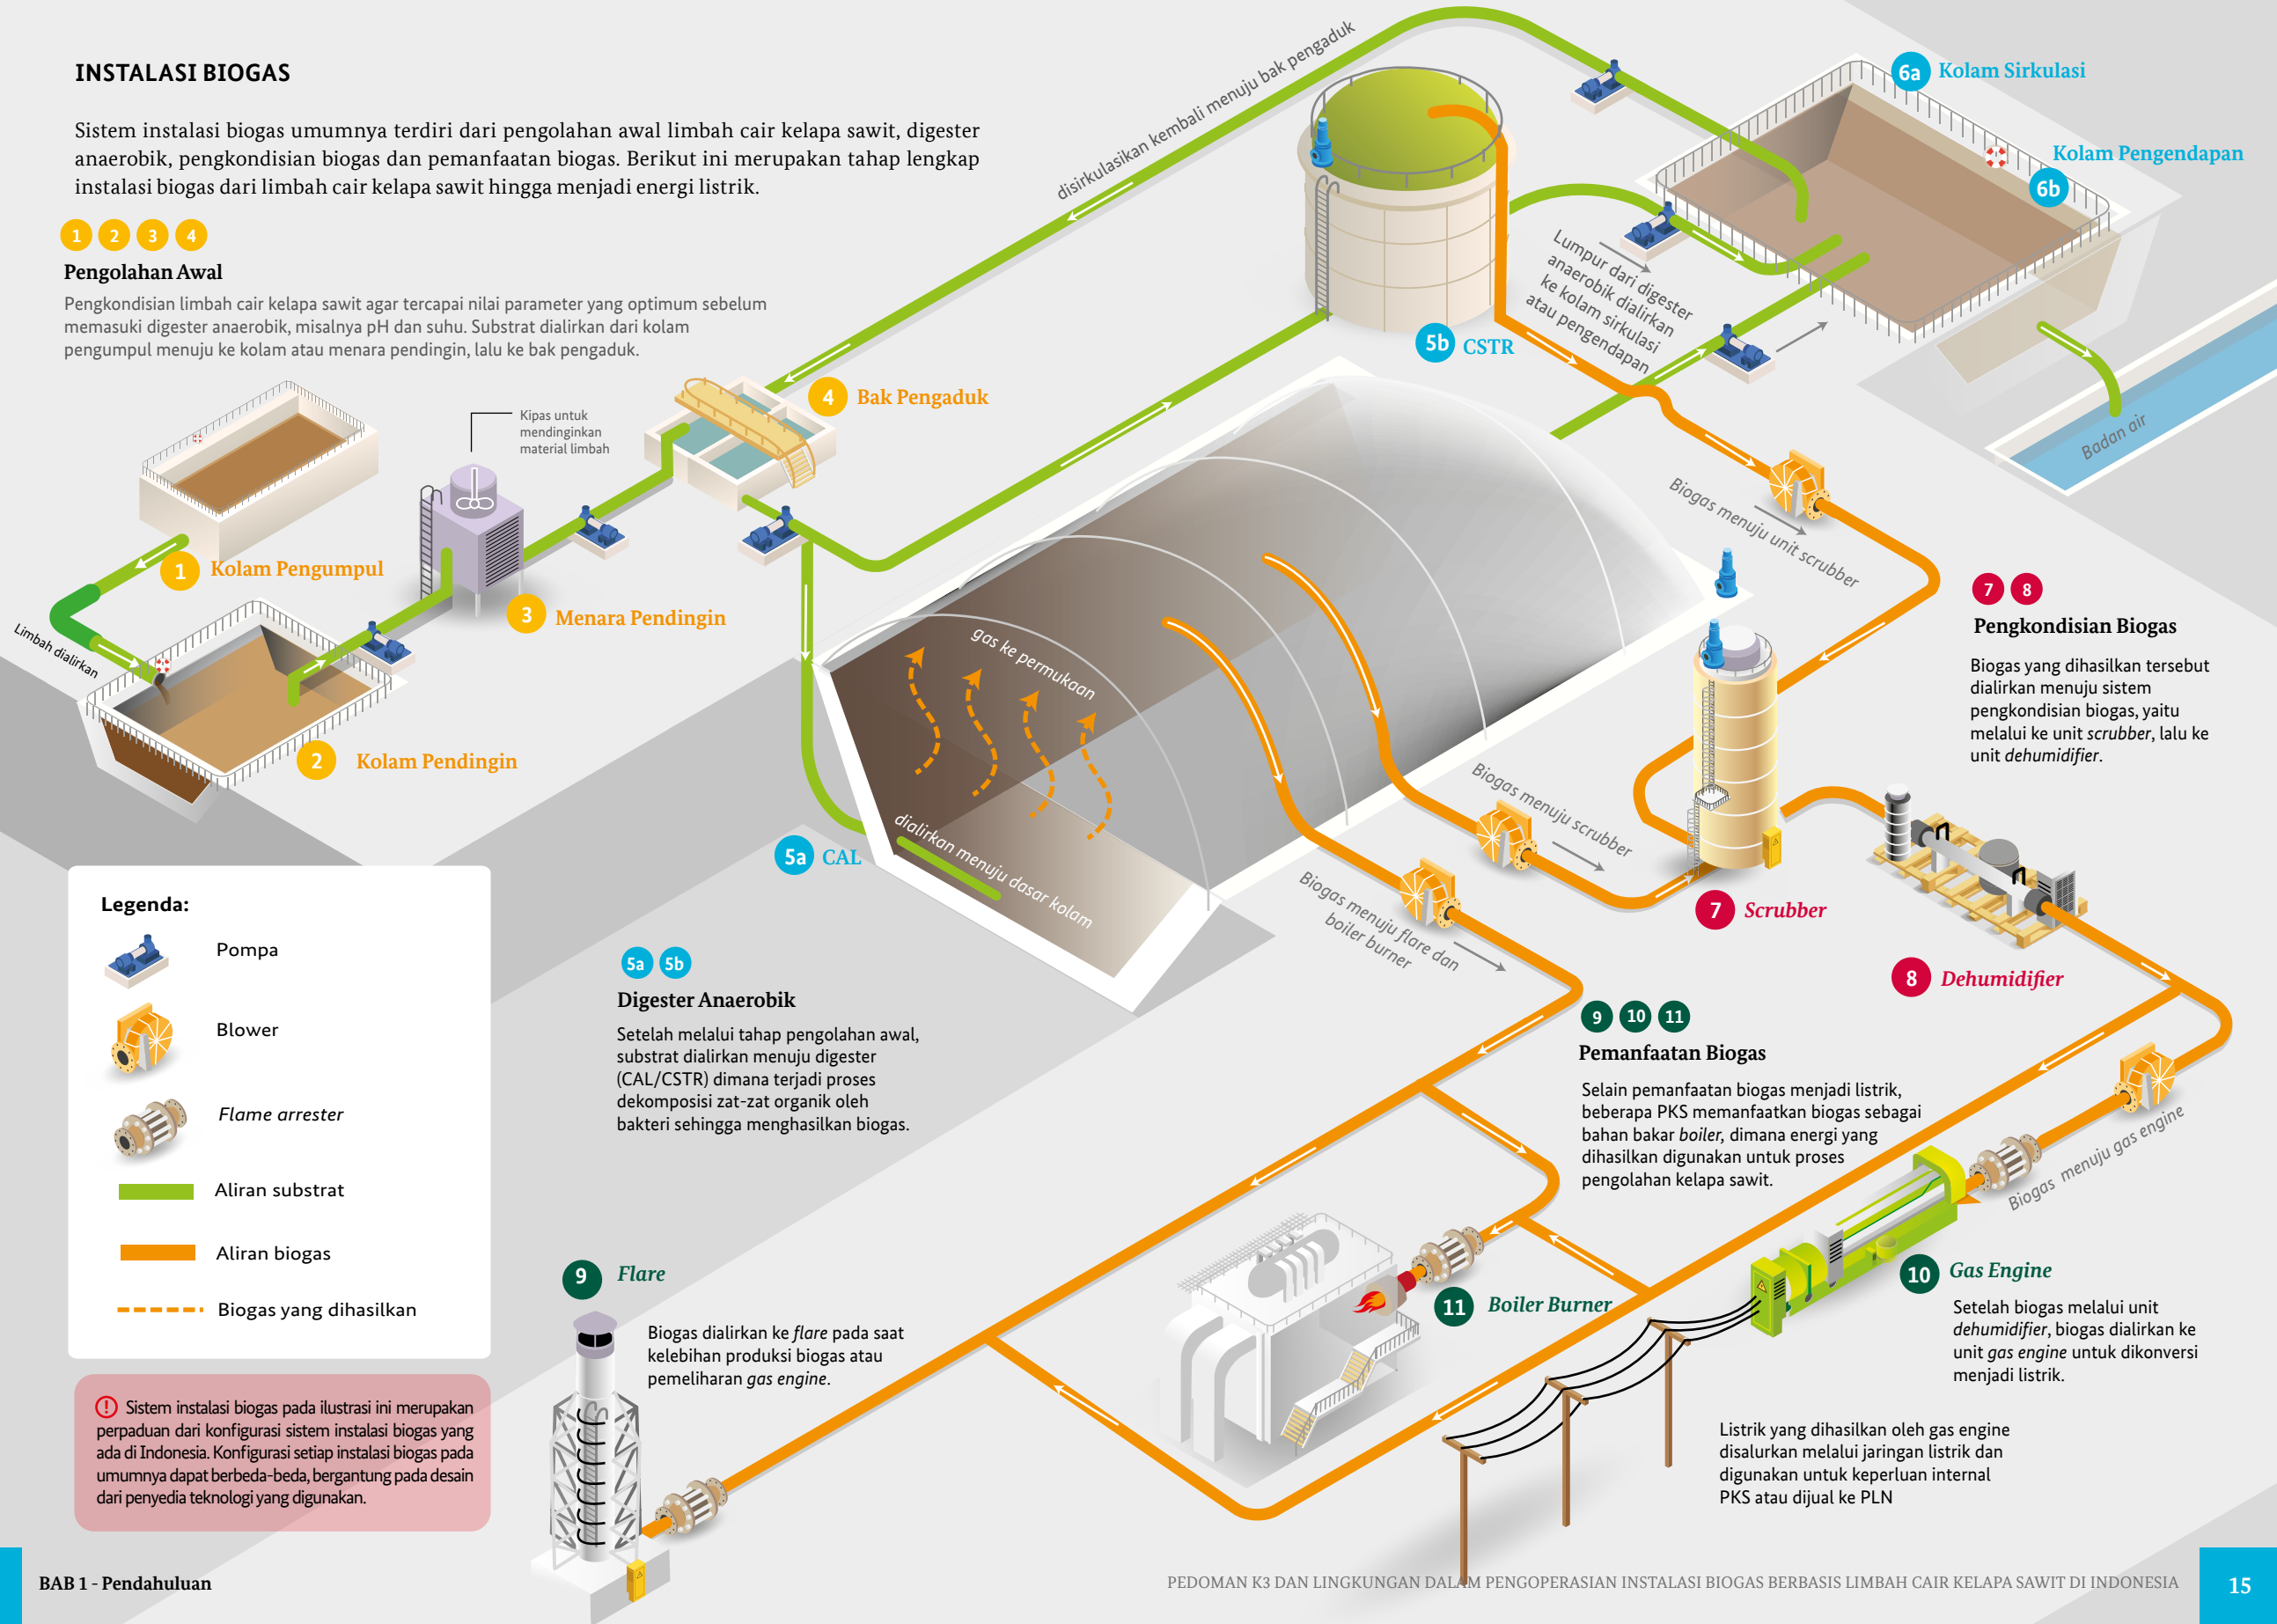 INSTALASI BIOGAS
Sistem instalasi biogas umumnya terdiri dari pengolahan awal limbah cair kelapa sawit, digester
anaerobik, pengkondisian biogas dan pemanfaatan biogas. Berikut ini merupakan tahap lengkap
instalasi biogas dari limbah cair kelapa sawit hingga menjadi energi listrik.
1 2 3 4
Pengolahan Awal
Pengkondisian limbah cair kelapa sawit agar tercapai nilai parameter yang optimum sebelum
memasuki digester anaerobik, misalnya pH dan suhu. Substrat dialirkan dari kolam
pengumpul menuju ke kolam atau menara pendingin, lalu ke bak pengaduk.
disirkulasikan kembali menuju bak pengaduk
6a Kolam Sirkulasi
Kolam Pengendapan
6b
Lumpur dari digester
anaerobik dialirkan
ke kolam sirkulasi
atau pengendapan
5b CSTR
Badan air
Kipas untuk
mendinginkan
material limbah
4 Bak Pengaduk
1 Kolam Pengumpul
3 Menara Pendingin
Limbah dialirkan
2 Kolam Pendingin
Biogas menuju unit scrubber
gas ke permukaan
dialirkan menuju dasar kolam
5a CAL
Biogas menuju scrubber
Biogas menuju flare dan
boiler burner
7 8
Pengkondisian Biogas
Biogas yang dihasilkan tersebut
dialirkan menuju sistem
pengkondisian biogas, yaitu
melalui ke unit scrubber, lalu ke
unit dehumidifier.
7 Scrubber
8 Dehumidifier
Legenda:
Pompa
Blower
Flame arrester
Aliran substrat
Aliran biogas
Biogas yang dihasilkan
5a 5b
Digester Anaerobik
Setelah melalui tahap pengolahan awal,
substrat dialirkan menuju digester
(CAL/CSTR) dimana terjadi proses
dekomposisi zat-zat organik oleh
bakteri sehingga menghasilkan biogas.
9 10 11
Pemanfaatan Biogas
Selain pemanfaatan biogas menjadi listrik,
beberapa PKS memanfaatkan biogas sebagai
bahan bakar boiler, dimana energi yang
dihasilkan digunakan untuk proses
pengolahan kelapa sawit.
Biogas menuju gas engine
9 Flare
Biogas dialirkan ke flare pada saat
kelebihan produksi biogas atau
pemeliharan gas engine.
11 Boiler Burner
10 Gas Engine
Setelah biogas melalui unit
dehumidifier, biogas dialirkan ke
unit gas engine untuk dikonversi
menjadi listrik.
Listrik yang dihasilkan oleh gas engine
disalurkan melalui jaringan listrik dan
digunakan untuk keperluan internal
PKS atau dijual ke PLN
! Sistem instalasi biogas pada ilustrasi ini merupakan
perpaduan dari konfigurasi sistem instalasi biogas yang
ada di Indonesia. Konfigurasi setiap instalasi biogas pada
umumnya dapat berbeda-beda, bergantung pada desain
dari penyedia teknologi yang digunakan.
BAB 1 - Pendahuluan
PEDOMAN K3 DAN LINGKUNGAN DALAM PENGOPERASIAN INSTALASI BIOGAS BERBASIS LIMBAH CAIR KELAPA SAWIT DI INDONESIA
15